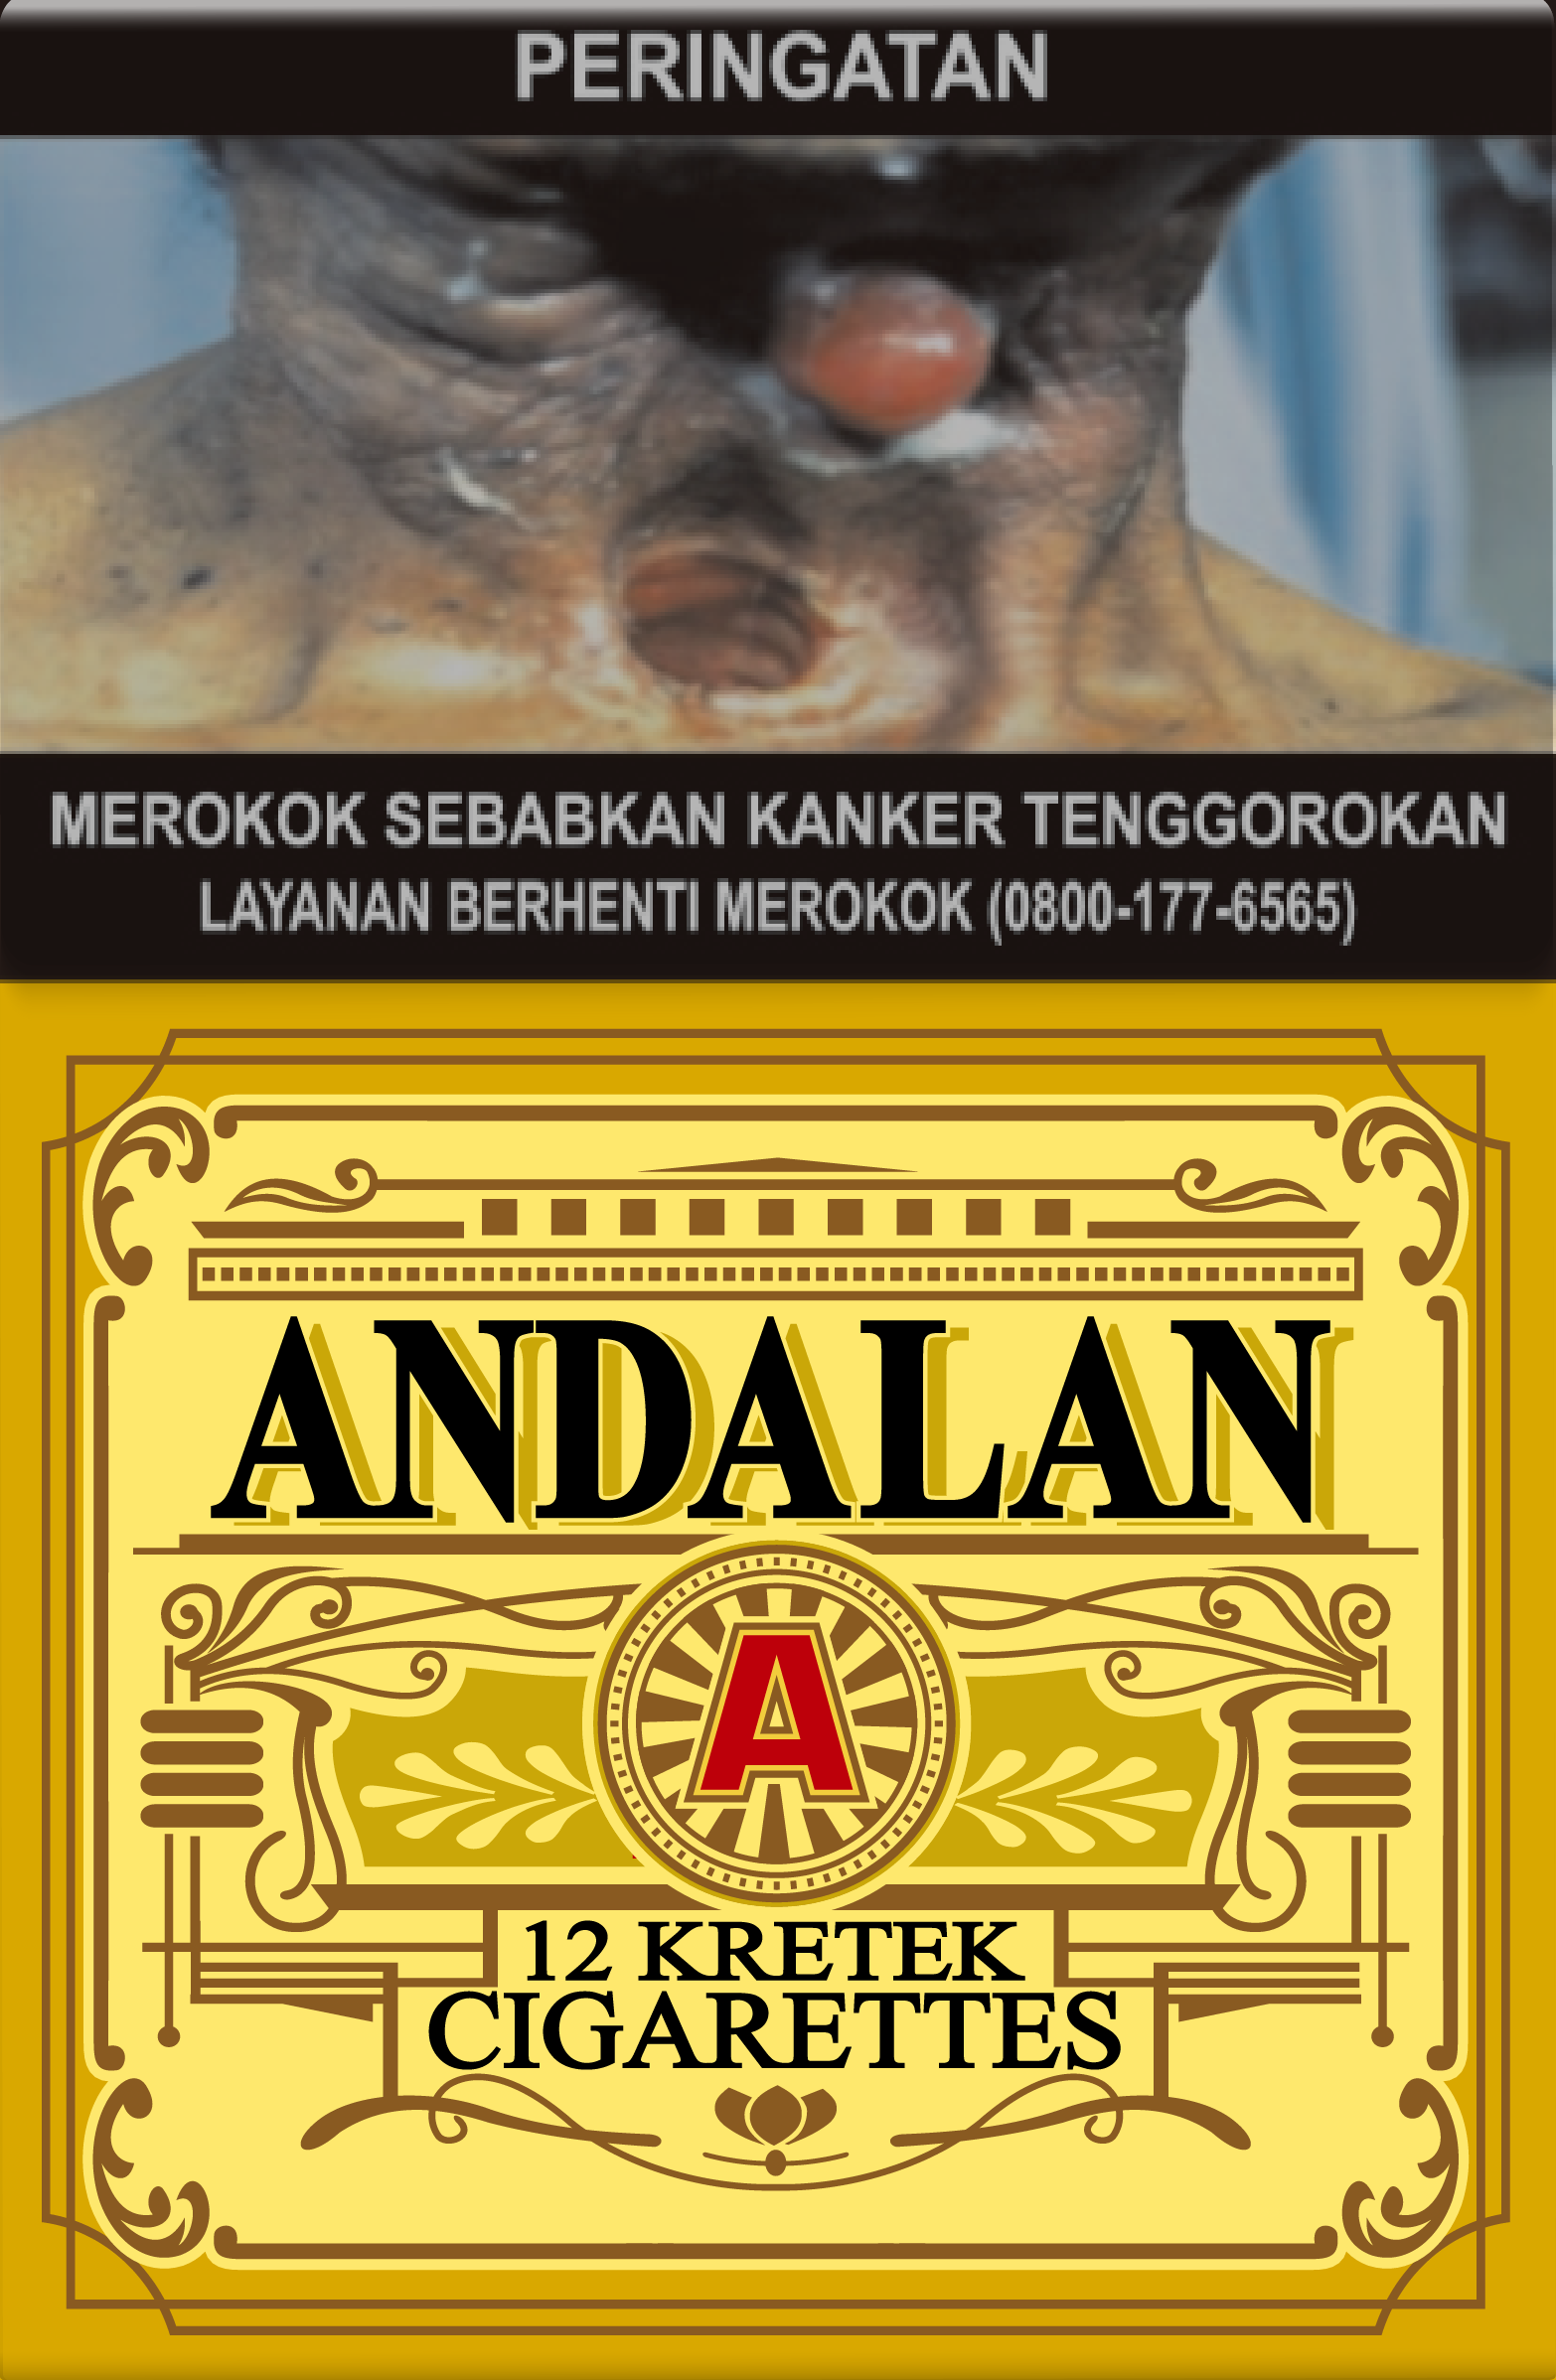 PERINGATAN
MEROKOK SEBABKAN KANKER TENGGOROKAN
LAYANAN BERHENTI MEROKOK (0800-177-6565)
ANDALAN
A
12 KRETEK
CIGARETTES